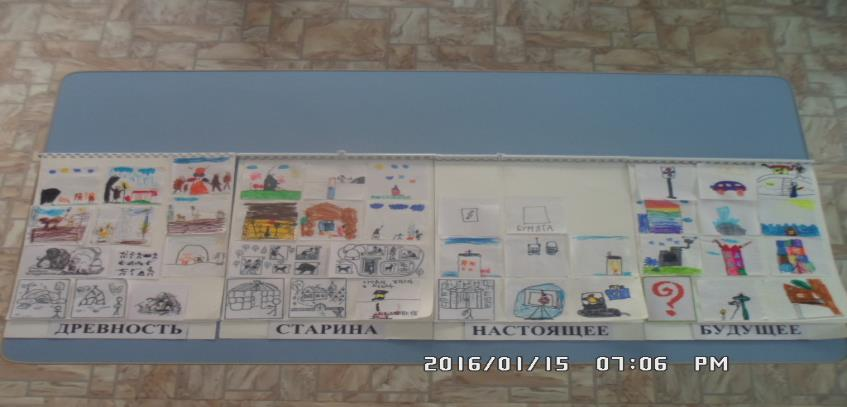 БУМАГА
ДРЕВНОСТЬ СТАРИНА НАСТОЯЩЕЕ БУДУЩЕЕ
2016/01/15 07:06 PM